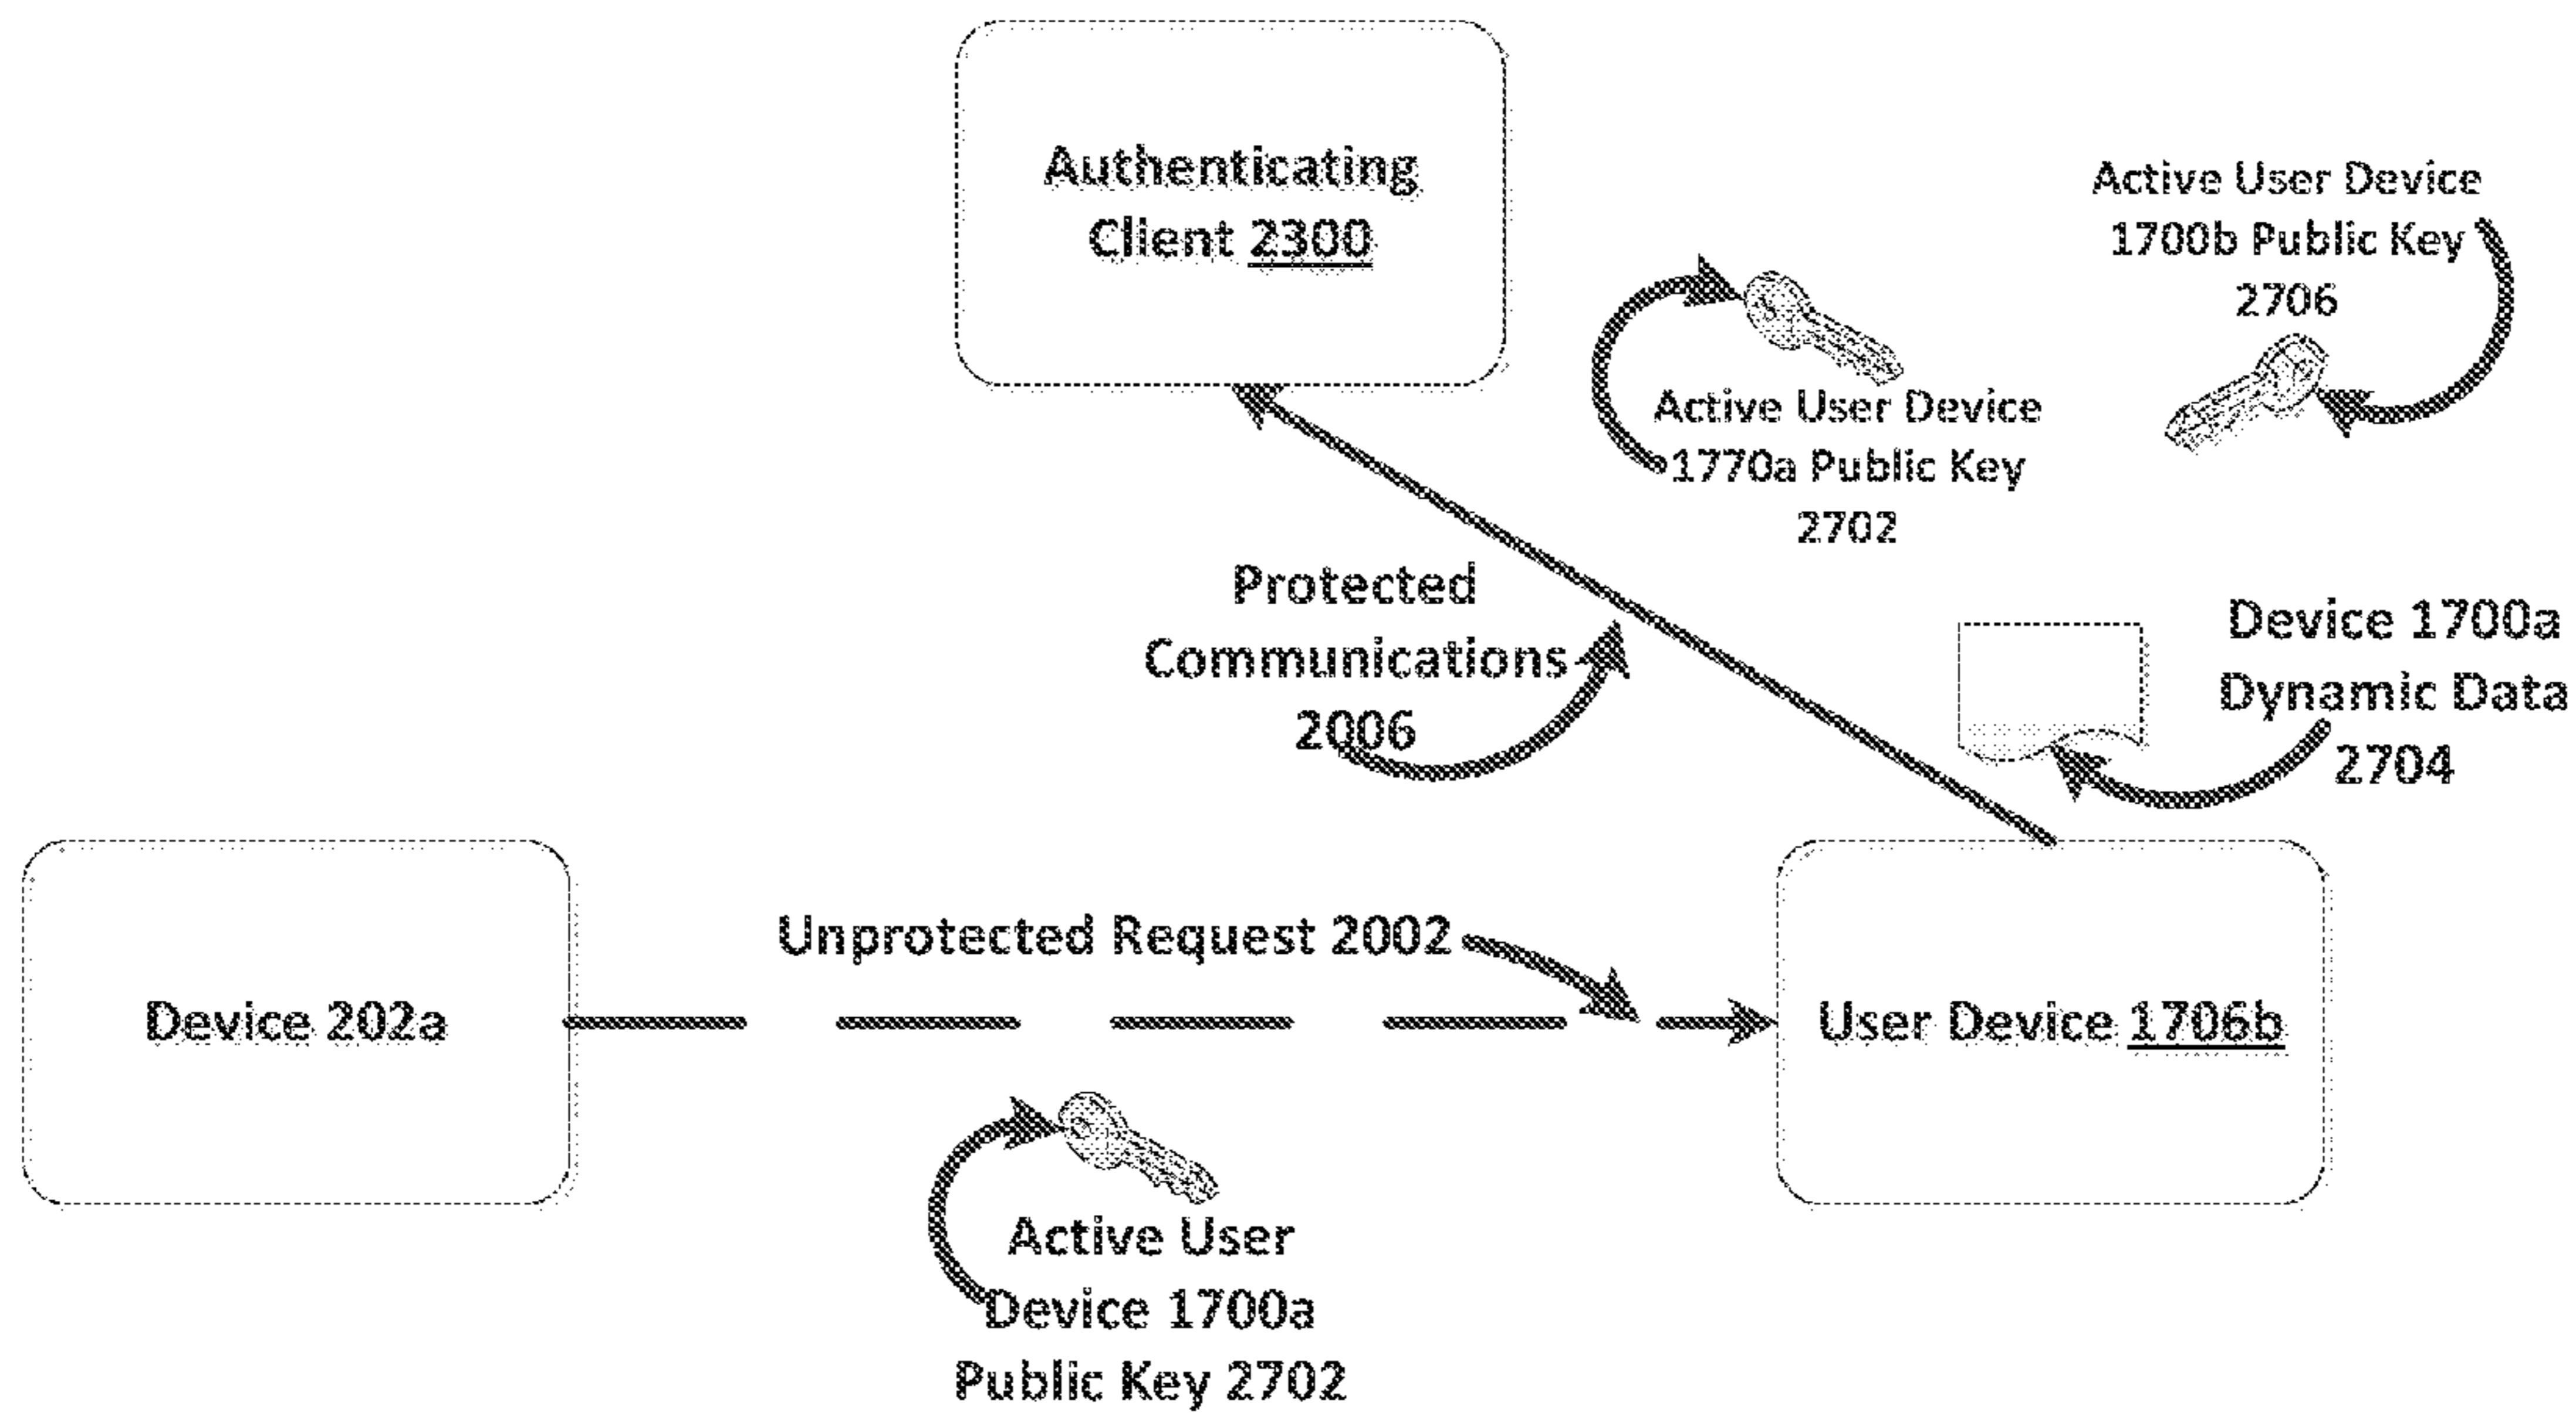 Authenticating
Client 2300
Active User Device
1700b Public Key
2706
Active User Device
1770a Public Key
2702
Protected
Communications
2006
Device 1700a
Dynamic Data
2704
Unprotected Request 2002
Device 202a
User Device 1706b
Active User
Device 1700a
Public Key 2702